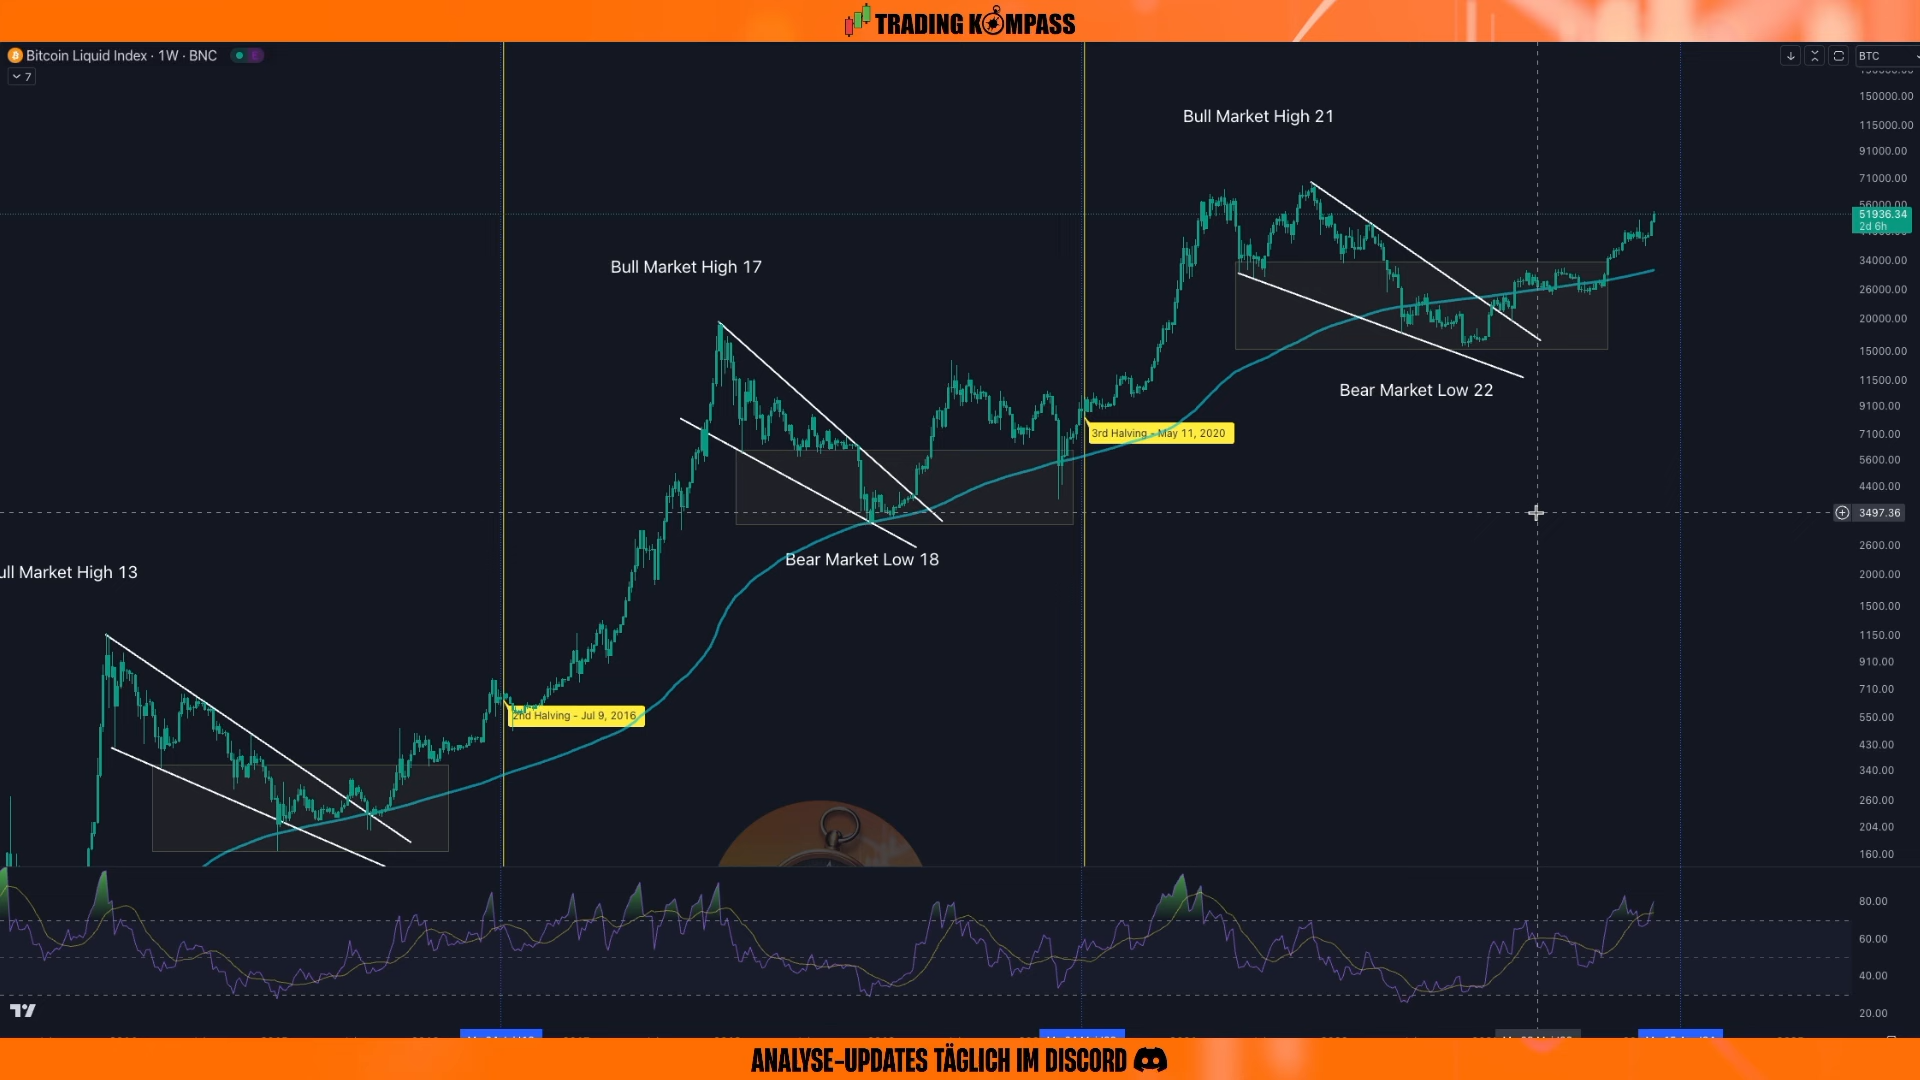 TRADING KOMPASS
Bitcoin Liquid Index · 1W · BNC
7
BTC
150000.00
115000.00
91000.00
71000.00
56000.00
51936.34
2d 6h
34000.00
26000.00
20000.00
15000.00
11500.00
9100.00
7100.00
5600.00
4400.00
3497.36
2600.00
2000.00
1500.00
1150.00
910.00
710.00
550.00
430.00
340.00
260.00
204.00
160.00
Bull Market High 21
Bull Market High 17
Bear Market Low 22
3rd Halving - May 11, 2020
Bear Market Low 18
ull Market High 13
2nd Halving - Jul 9, 2016
80.00
60.00
40.00
20.00
ANALYSE-UPDATES TÄGLICH IM DISCORD